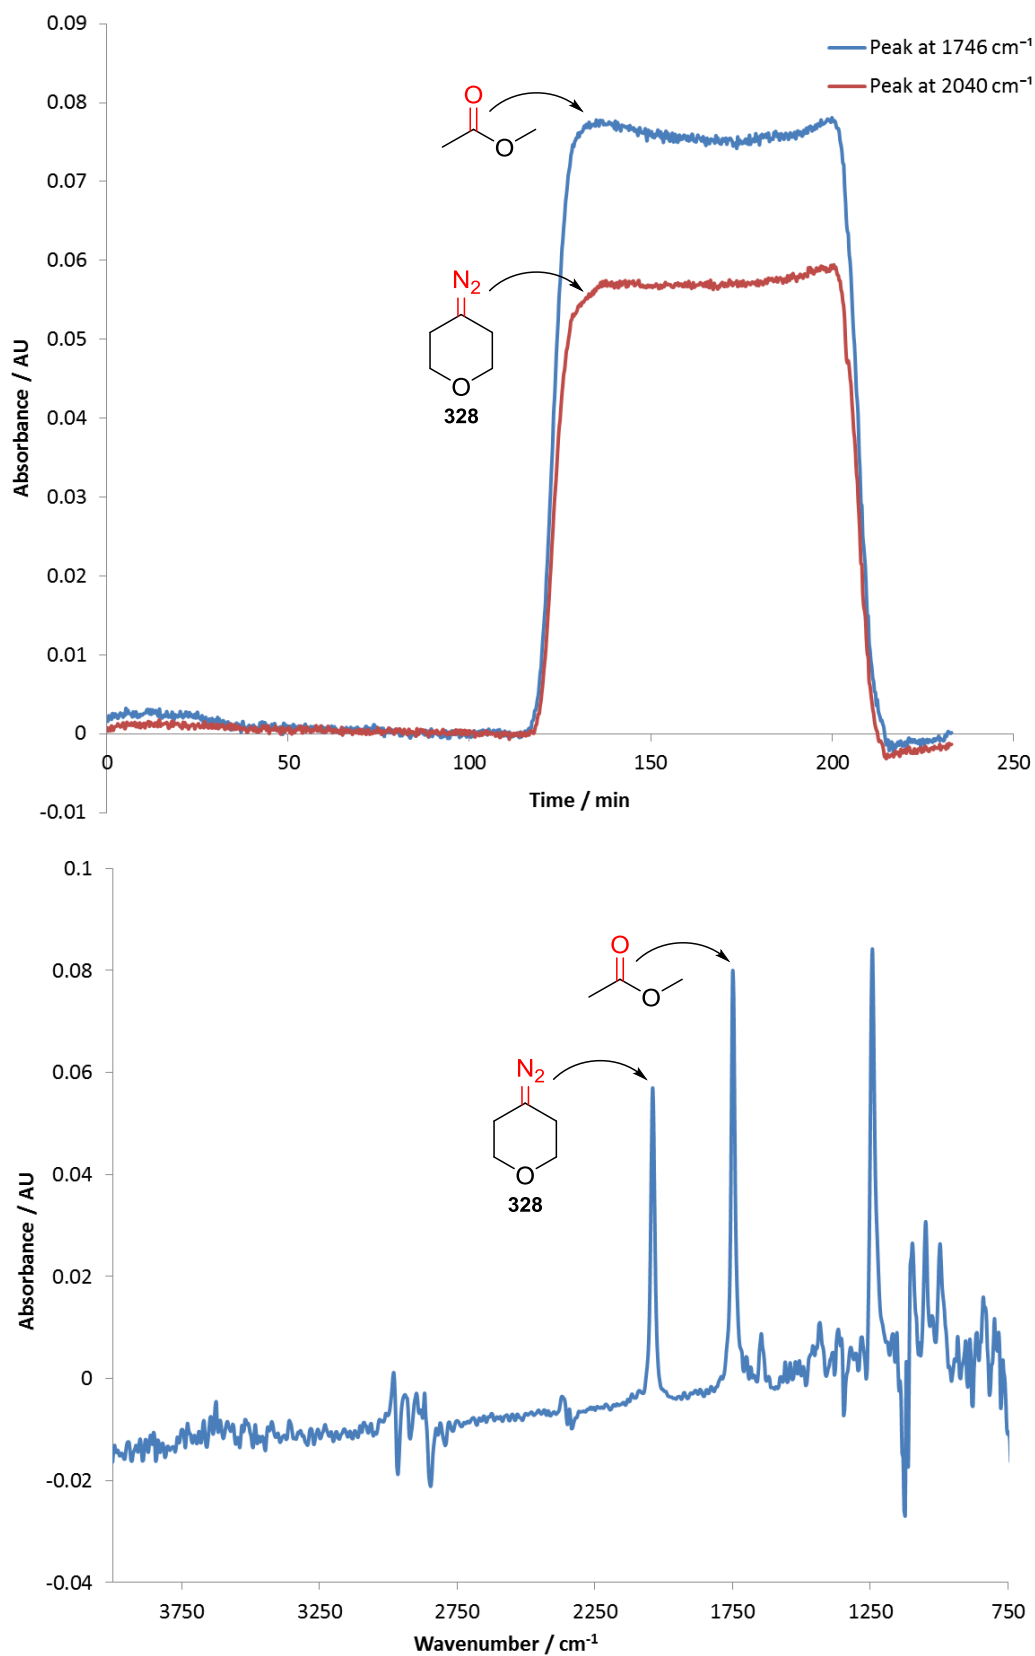 0.09
0.08
0.07
0.06
0.05
0.04
0.03
0.02
0.01
0
-0.01
Absorbance / AU
Peak at 1746 cm⁻¹
Peak at 2040 cm⁻¹
O
O
N₂
O
328
0
50
100
150
200
250
Time / min
0.1
0.08
0.06
0.04
0.02
0
-0.02
-0.04
Absorbance / AU
O
O
N₂
O
328
3750
3250
2750
2250
1750
1250
750
Wavenumber / cm⁻¹